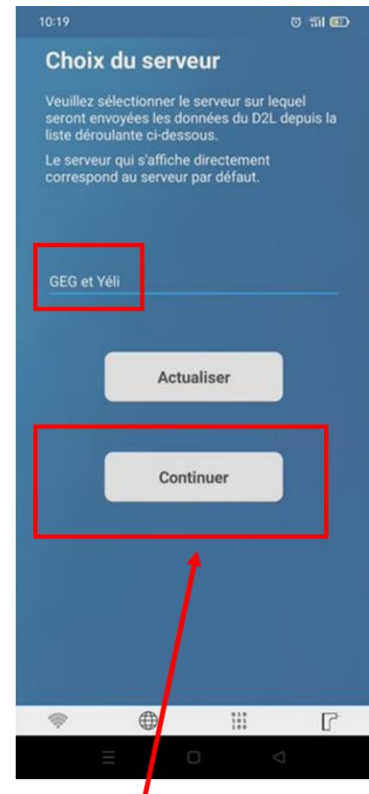 10:19
Choix du serveur
Veuillez sélectionner le serveur sur lequel
seront envoyées les données du D2L depuis la
liste déroulante ci-dessous.
Le serveur qui s'affiche directement
correspond au serveur par défaut.
GEG et Yéli
Actualiser
Continuer